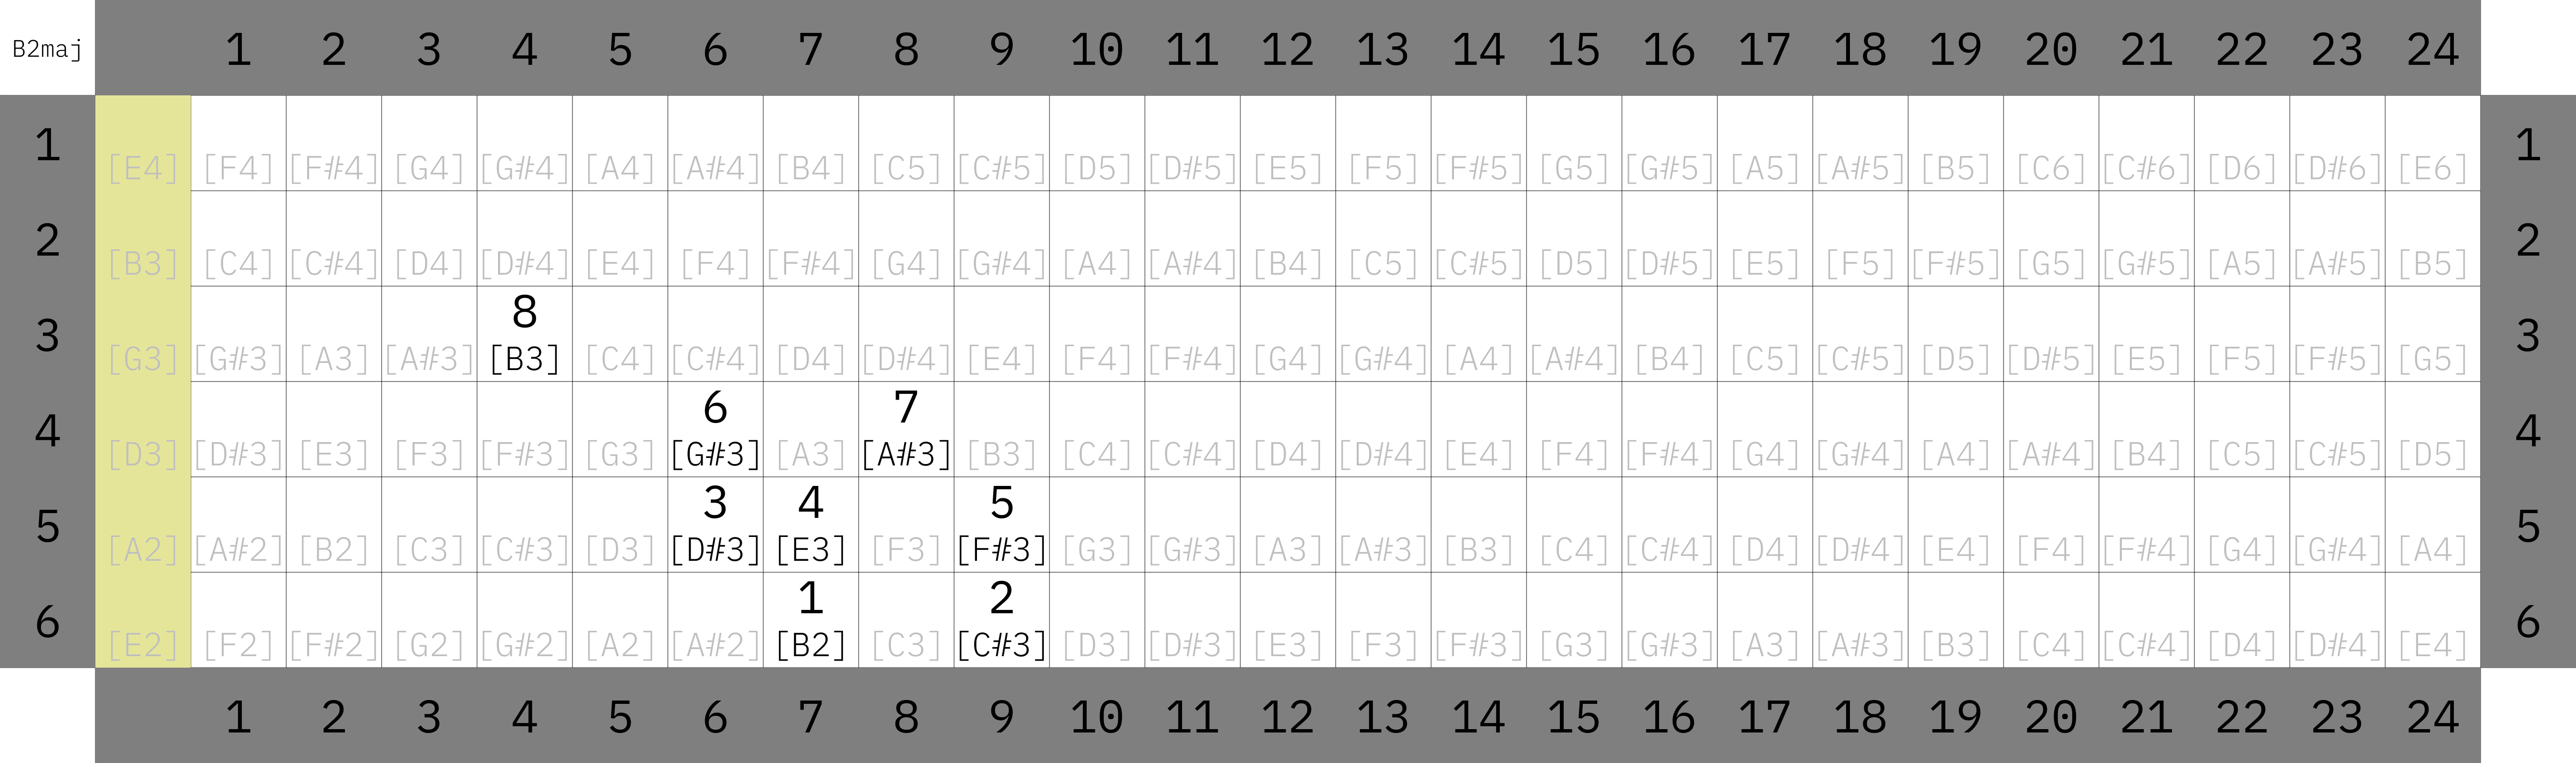 B2maj 1 2 3 4 5 6 7 8 9 10 11 12 13 14 15 16 17 18 19 20 21 22 23 24
1 [E4] [F4] [F#4] [G4] [G#4] [A4] [A#4] [B4] [C5] [C#5] [D5] [D#5] [E5] [F5] [F#5] [G5] [G#5] [A5] [A#5] [B5] [C6] [C#6] [D6] [D#6] [E6] 1
2 [B3] [C4] [C#4] [D4] [D#4] [E4] [F4] [F#4] [G4] [G#4] [A4] [A#4] [B4] [C5] [C#5] [D5] [D#5] [E5] [F5] [F#5] [G5] [G#5] [A5] [A#5] [B5] 2
8
3 [G3] [G#3] [A3] [A#3] [B3] [C4] [C#4] [D4] [D#4] [E4] [F4] [F#4] [G4] [G#4] [A4] [A#4] [B4] [C5] [C#5] [D5] [D#5] [E5] [F5] [F#5] [G5] 3
6 7
4 [D3] [D#3] [E3] [F3] [F#3] [G3] [G#3] [A3] [A#3] [B3] [C4] [C#4] [D4] [D#4] [E4] [F4] [F#4] [G4] [G#4] [A4] [A#4] [B4] [C5] [C#5] [D5] 4
3 4 5
5 [A2] [A#2] [B2] [C3] [C#3] [D3] [D#3] [E3] [F3] [F#3] [G3] [G#3] [A3] [A#3] [B3] [C4] [C#4] [D4] [D#4] [E4] [F4] [F#4] [G4] [G#4] [A4] 5
1 2
6 [E2] [F2] [F#2] [G2] [G#2] [A2] [A#2] [B2] [C3] [C#3] [D3] [D#3] [E3] [F3] [F#3] [G3] [G#3] [A3] [A#3] [B3] [C4] [C#4] [D4] [D#4] [E4] 6
1 2 3 4 5 6 7 8 9 10 11 12 13 14 15 16 17 18 19 20 21 22 23 24